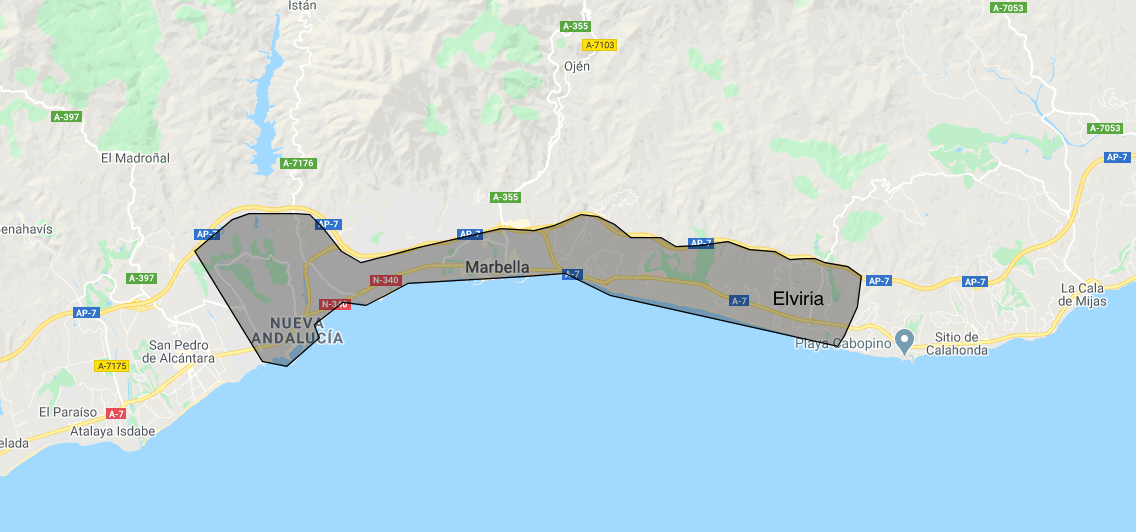 Istán
A-7053
A-355
A-7103
Ojén
A-397
A-7053
El Madroñal
AP-7
A-7176
A-355
enahavís
AP-7
AP-7
AP-7
AP-7
Marbella
A-397
A-7
N-340
AP-7
AP-7
Elviria
La Cala
de Mijas
A-7
N-340
AP-7
NUEVA
ANDALUCÍA
San Pedro
de Alcántara
Playa Cabopino
Sitio de
Calahonda
A-7175
El Paraíso
A-7
Atalaya Isdabe
elada